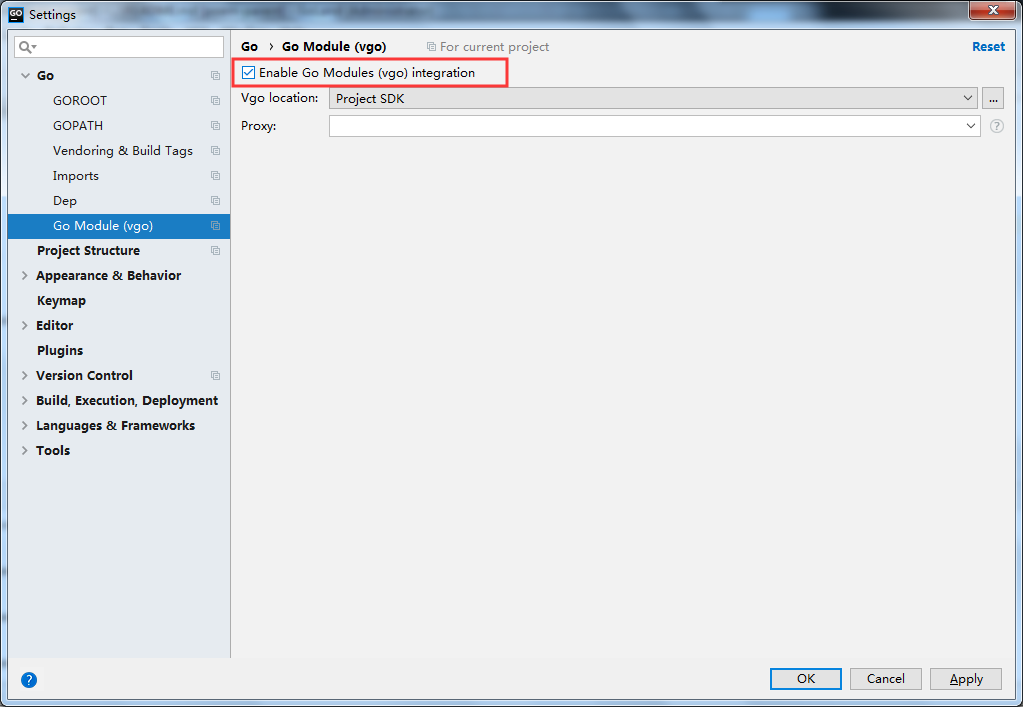 GO Settings
Go › Go Module (vgo) For current project Reset
Go
GOROOT
GOPATH
Vendoring & Build Tags
Imports
Dep
Go Module (vgo)
Project Structure
Appearance & Behavior
Keymap
Editor
Plugins
Version Control
Build, Execution, Deployment
Languages & Frameworks
Tools
Enable Go Modules (vgo) integration
Vgo location: Project SDK ...
Proxy: ?
? OK Cancel Apply